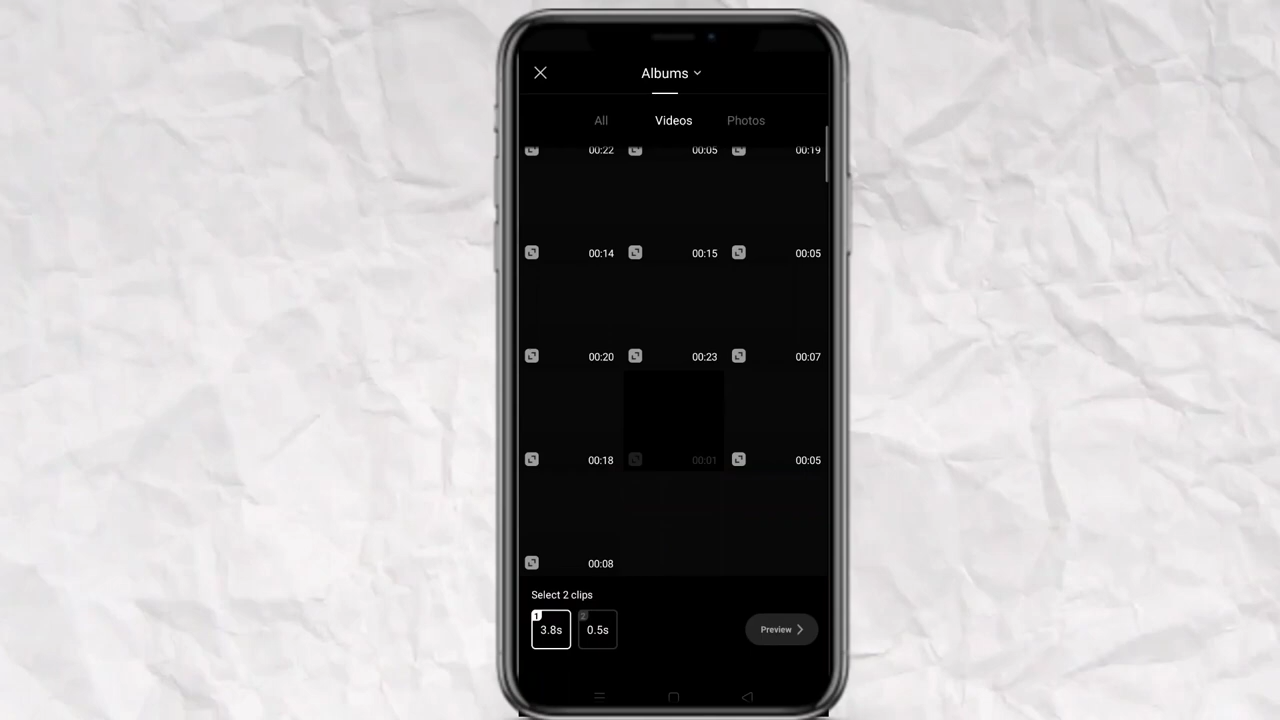 Albums
All Videos Photos
00:22 00:05 00:19
00:14 00:15 00:05
00:20 00:23 00:07
00:18 00:01 00:05
00:08
Select 2 clips
1 2
3.8s 0.5s Preview